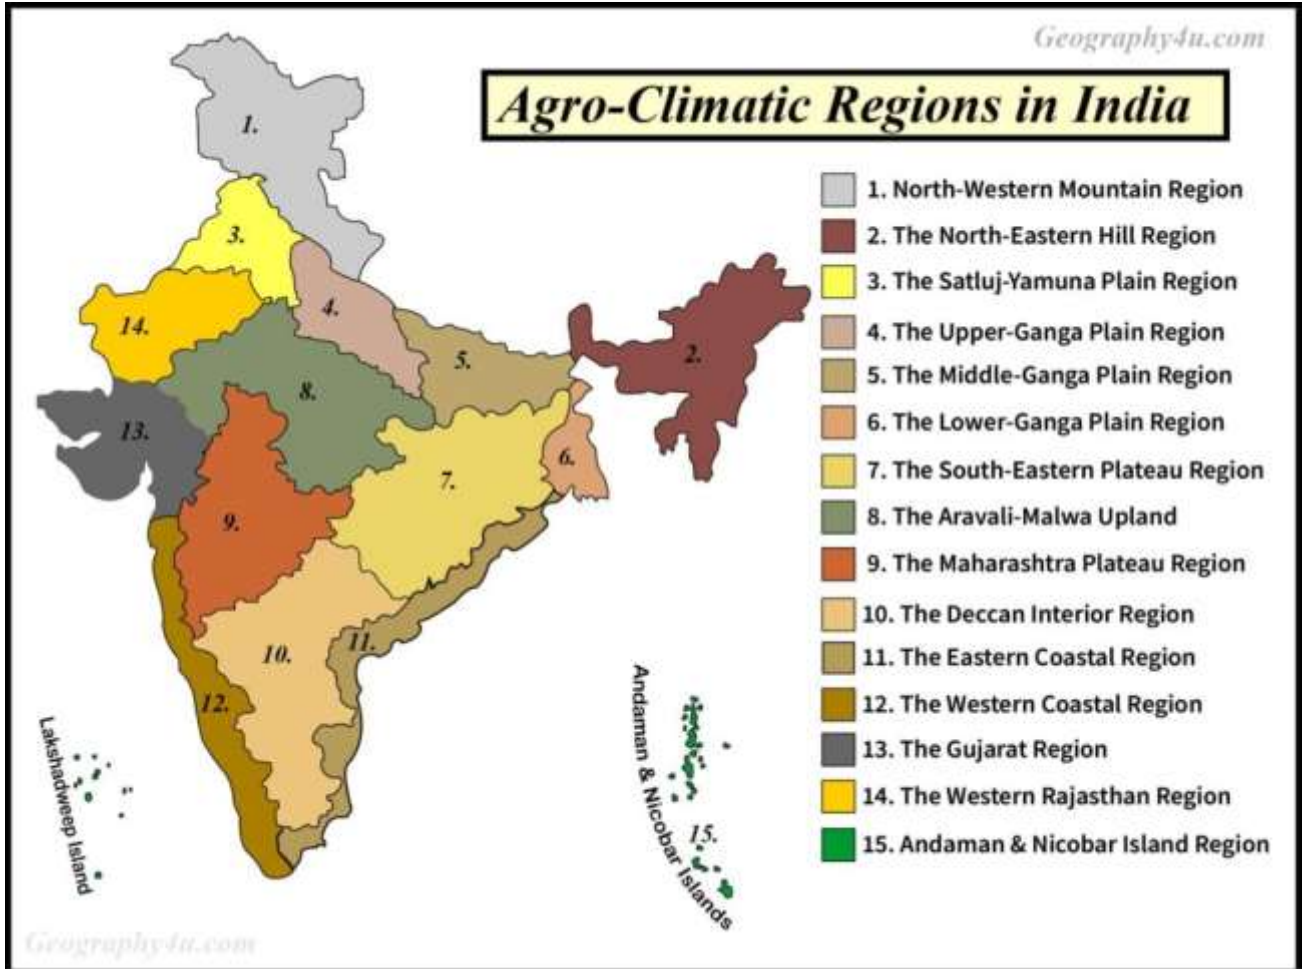 Geography4u.com
Agro-Climatic Regions in India
1. North-Western Mountain Region
2. The North-Eastern Hill Region
3. The Satluj-Yamuna Plain Region
4. The Upper-Ganga Plain Region
5. The Middle-Ganga Plain Region
6. The Lower-Ganga Plain Region
7. The South-Eastern Plateau Region
8. The Aravali-Malwa Upland
9. The Maharashtra Plateau Region
10. The Deccan Interior Region
11. The Eastern Coastal Region
12. The Western Coastal Region
13. The Gujarat Region
14. The Western Rajasthan Region
15. Andaman & Nicobar Island Region
1.
3.
14.
4.
5.
2.
8.
13.
6.
7.
9.
11.
10.
12.
15.
Lakshadweep Island
Andaman & Nicobar Islands
Geography4u.com